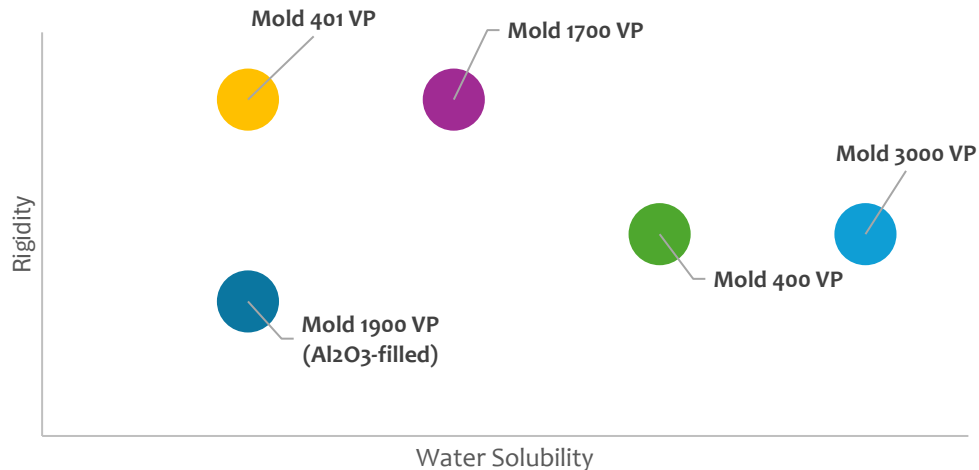 Mold 401 VP
Mold 1700 VP
Mold 3000 VP
Rigidity
Mold 400 VP
Mold 1900 VP
(Al2O3-filled)
Water Solubility